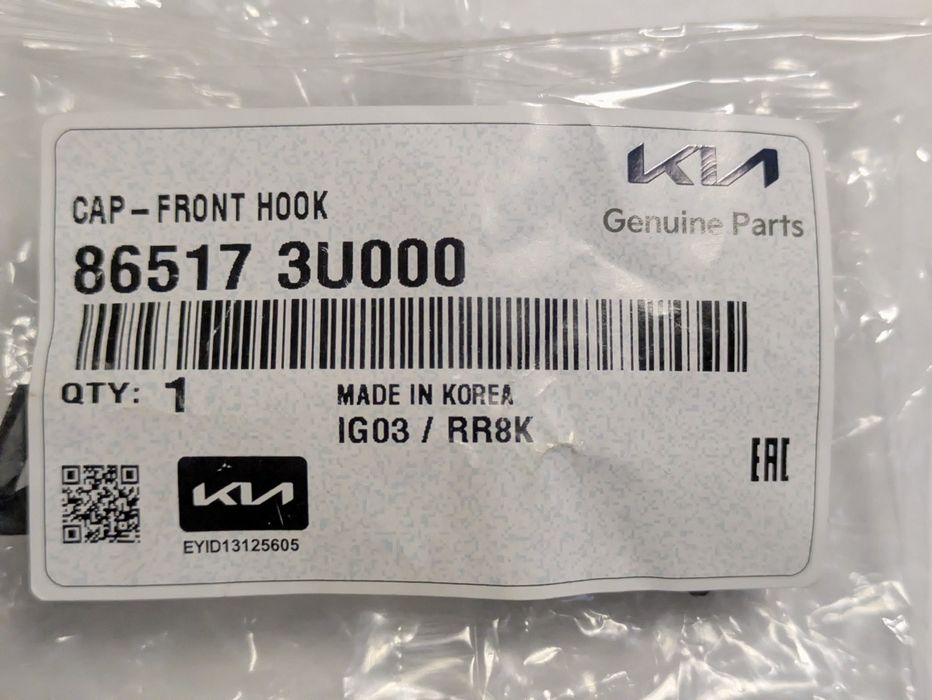 KIA
Genuine Parts
CAP-FRONT HOOK
86517 3U000
QTY: 1
MADE IN KOREA
IG03 / RR8K
EAC
KIA
EYID13125605